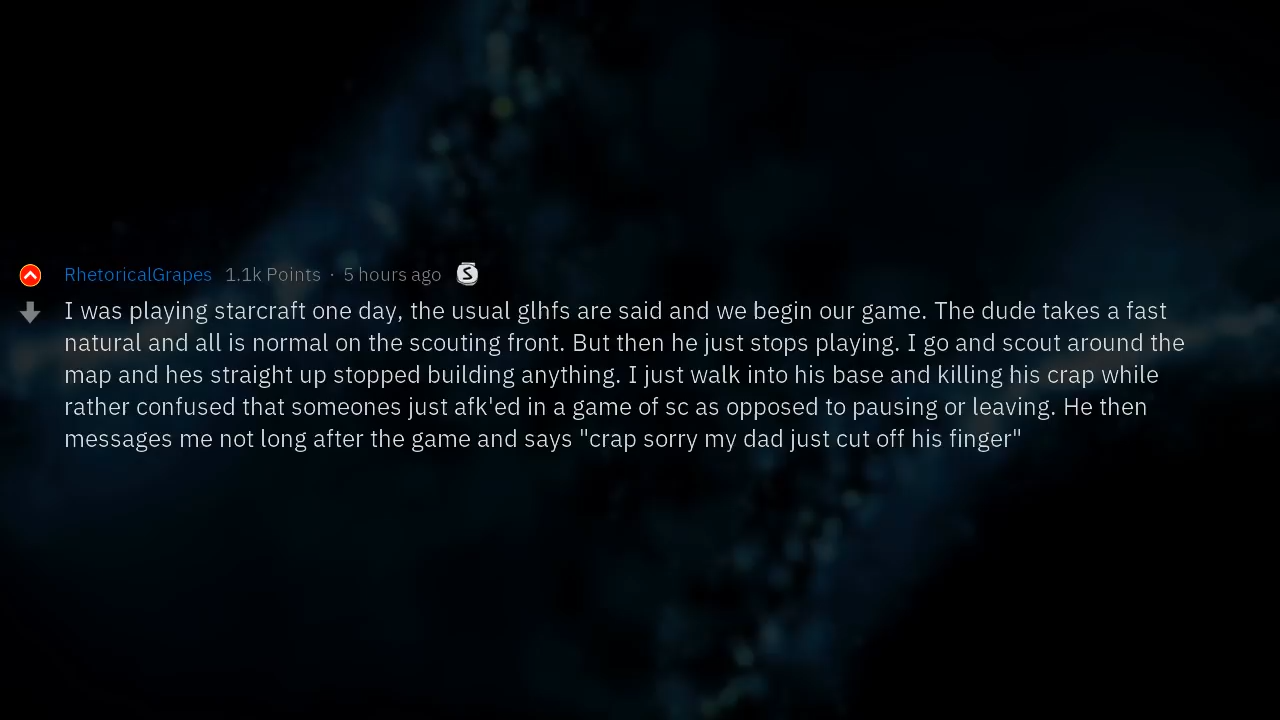 RhetoricalGrapes 1.1k Points · 5 hours ago S
I was playing starcraft one day, the usual glhfs are said and we begin our game. The dude takes a fast
natural and all is normal on the scouting front. But then he just stops playing. I go and scout around the
map and hes straight up stopped building anything. I just walk into his base and killing his crap while
rather confused that someones just afk'ed in a game of sc as opposed to pausing or leaving. He then
messages me not long after the game and says "crap sorry my dad just cut off his finger"